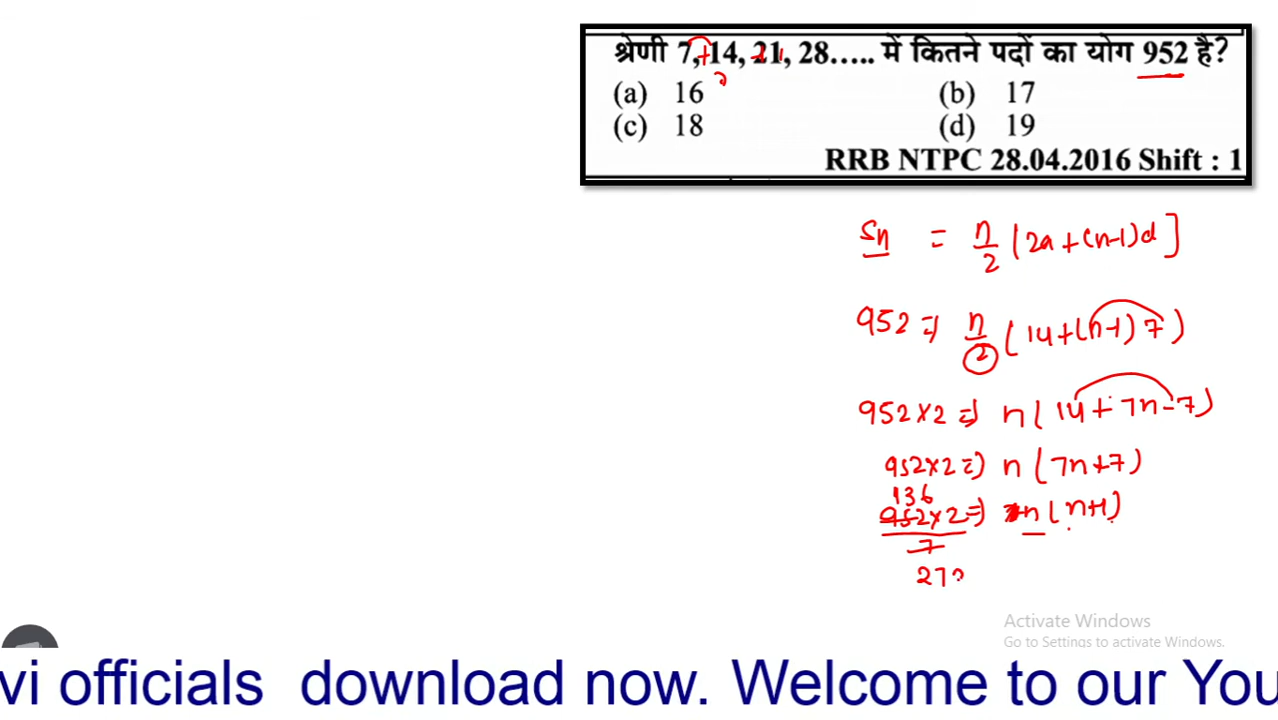 श्रेणी 7, 14, 21, 28..... में कितने पदों का योग 952 है?
(a) 16 (b) 17
(c) 18 (d) 19
RRB NTPC 28.04.2016 Shift : 1
Sn = n/2 (2a+(n-1)d]
952 => n/2 (14+(n-1)7)
952×2 => n(14+7n-7)
952×2 => n(7n+7)
136
952×2 => n(n+1)
7
272
Activate Windows
Go to Settings to activate Windows.
vi officials download now. Welcome to our You